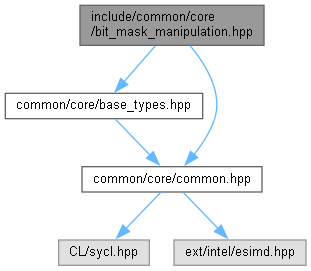 include/common/core
/bit_mask_manipulation.hpp
common/core/base_types.hpp
common/core/common.hpp
CL/sycl.hpp
ext/intel/esimd.hpp